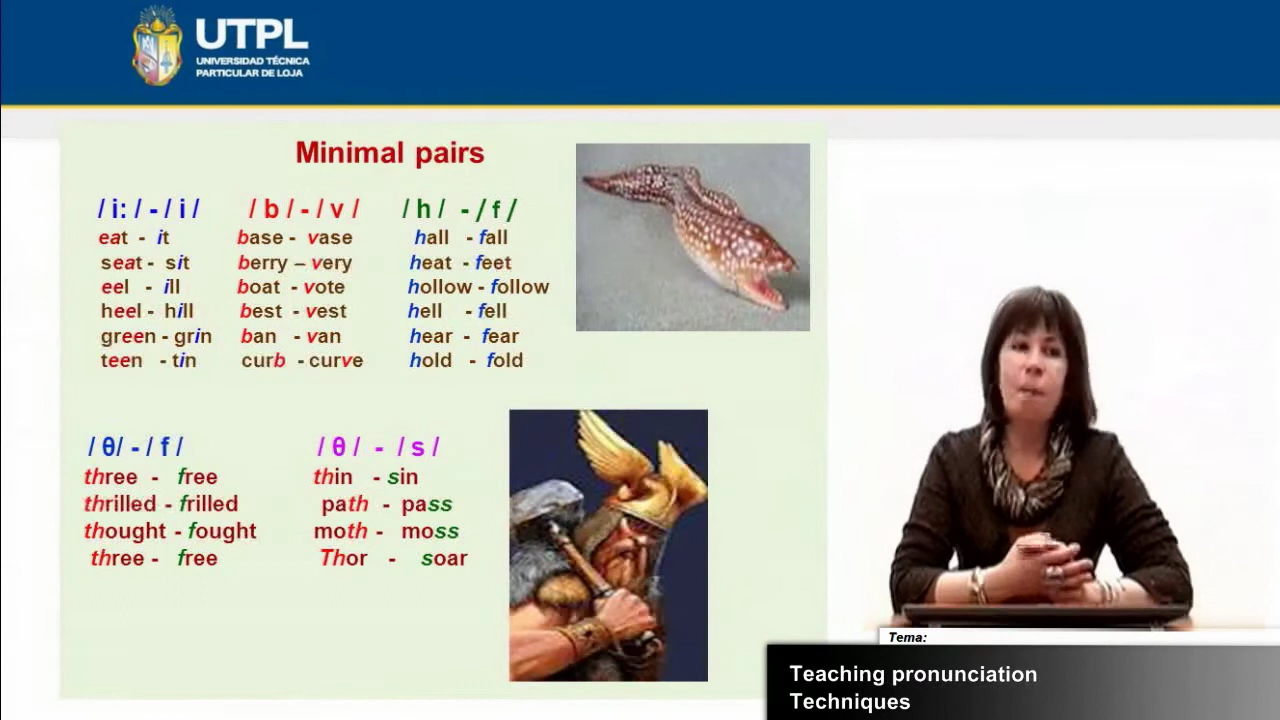 UTPL
UNIVERSIDAD TÉCNICA
PARTICULAR DE LOJA
Minimal pairs
/ i: / - / i /
eat - it
seat - sit
eel - ill
heel - hill
green - grin
teen - tin
/ b / - / v /
base - vase
berry – very
boat - vote
best - vest
ban - van
curb - curve
/ h / - / f /
hall - fall
heat - feet
hollow - follow
hell - fell
hear - fear
hold - fold
/ θ/ - / f /
three - free
thrilled - frilled
thought - fought
three - free
/ θ / - / s /
thin - sin
path - pass
moth - moss
Thor - soar
Tema:
Teaching pronunciation
Techniques